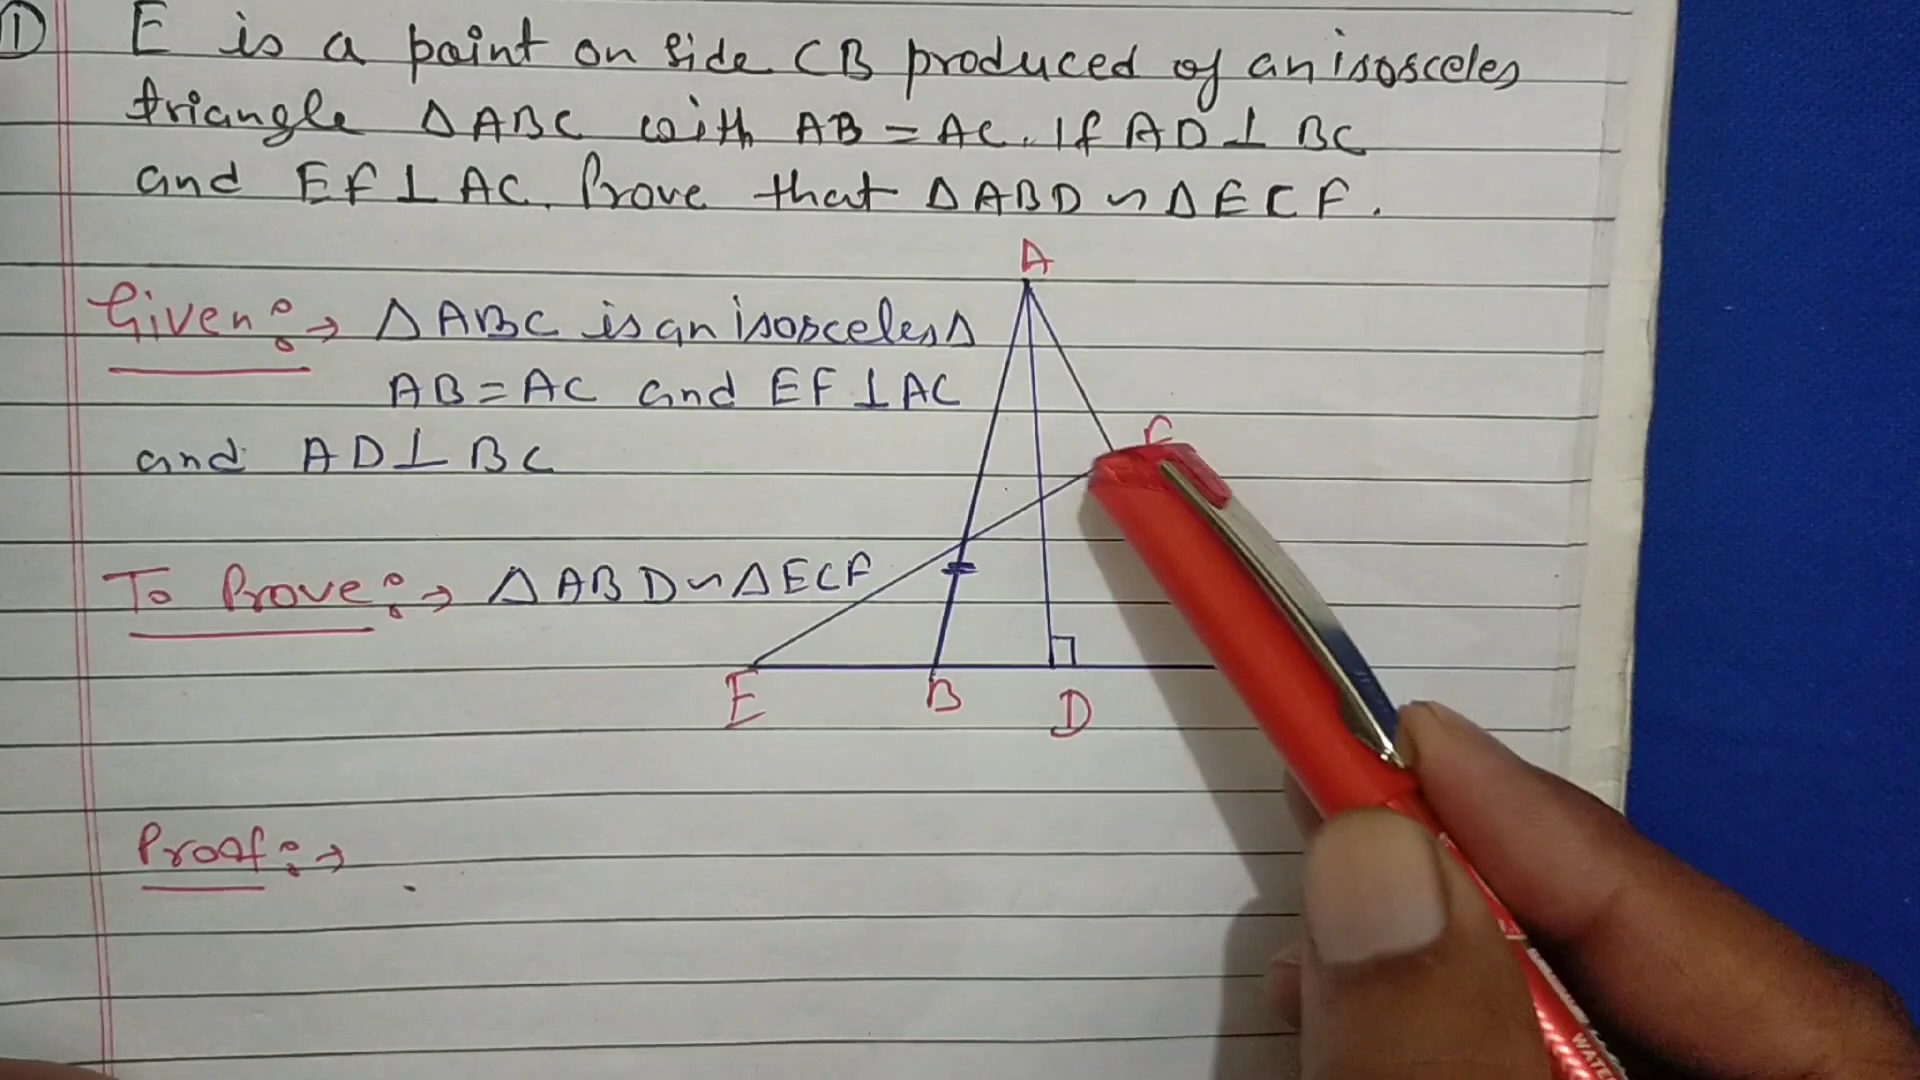 1
E is a point on side CB produced of an isosceles
triangle ΔABC with AB = AC. If AD ⊥ BC
and EF ⊥ AC. Prove that ΔABD ~ ΔECF.
A
Given: → ΔABC is an isosceles Δ
AB = AC and EF ⊥ AC
and AD ⊥ BC
To Prove: → ΔABD ~ ΔECF
E B D
Proof: →